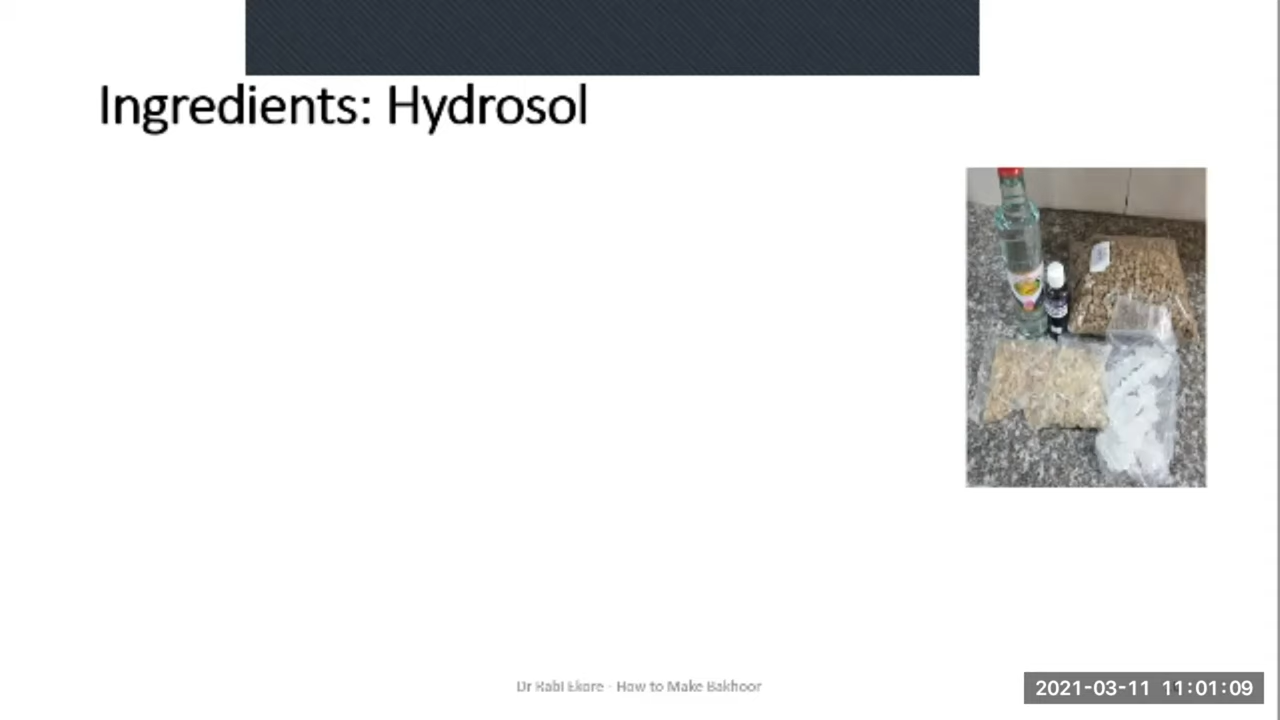 Ingredients: Hydrosol
Dr Rabi Ekore - How to Make Bakhoor
2021-03-11 11:01:09